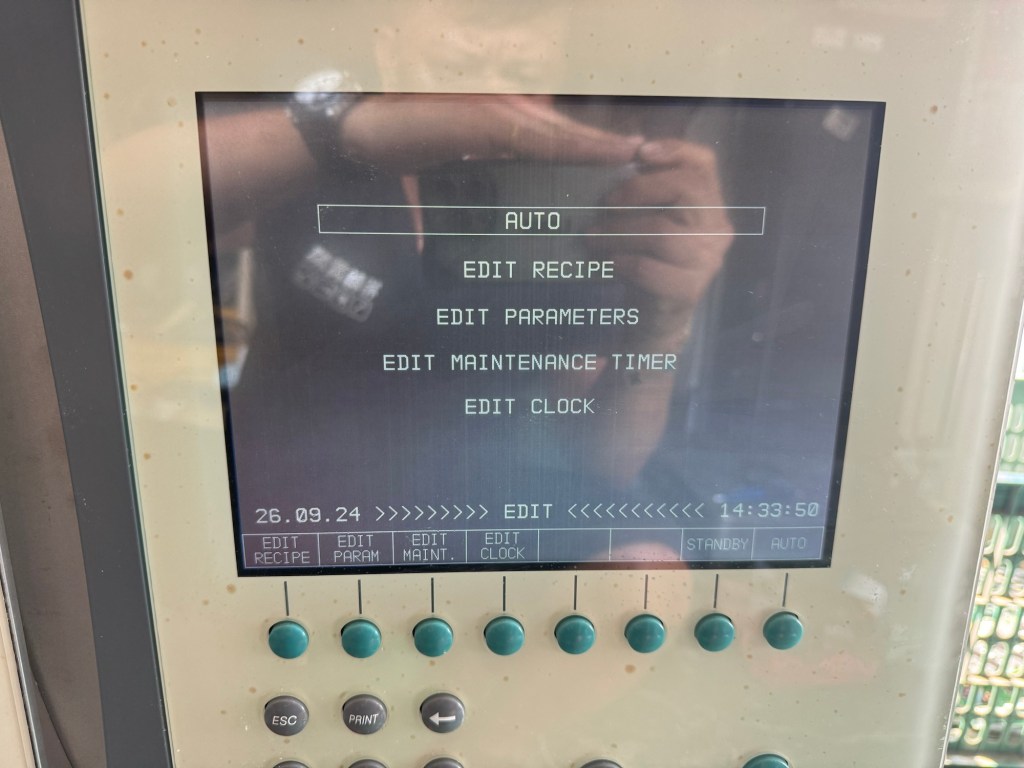 AUTO
EDIT RECIPE
EDIT PARAMETERS
EDIT MAINTENANCE TIMER
EDIT CLOCK
26.09.24 >>>>>>>>> EDIT <<<<<<<<<<< 14:33:50
EDIT RECIPE EDIT PARAM EDIT MAINT. EDIT CLOCK STANDBY AUTO
ESC PRINT ←